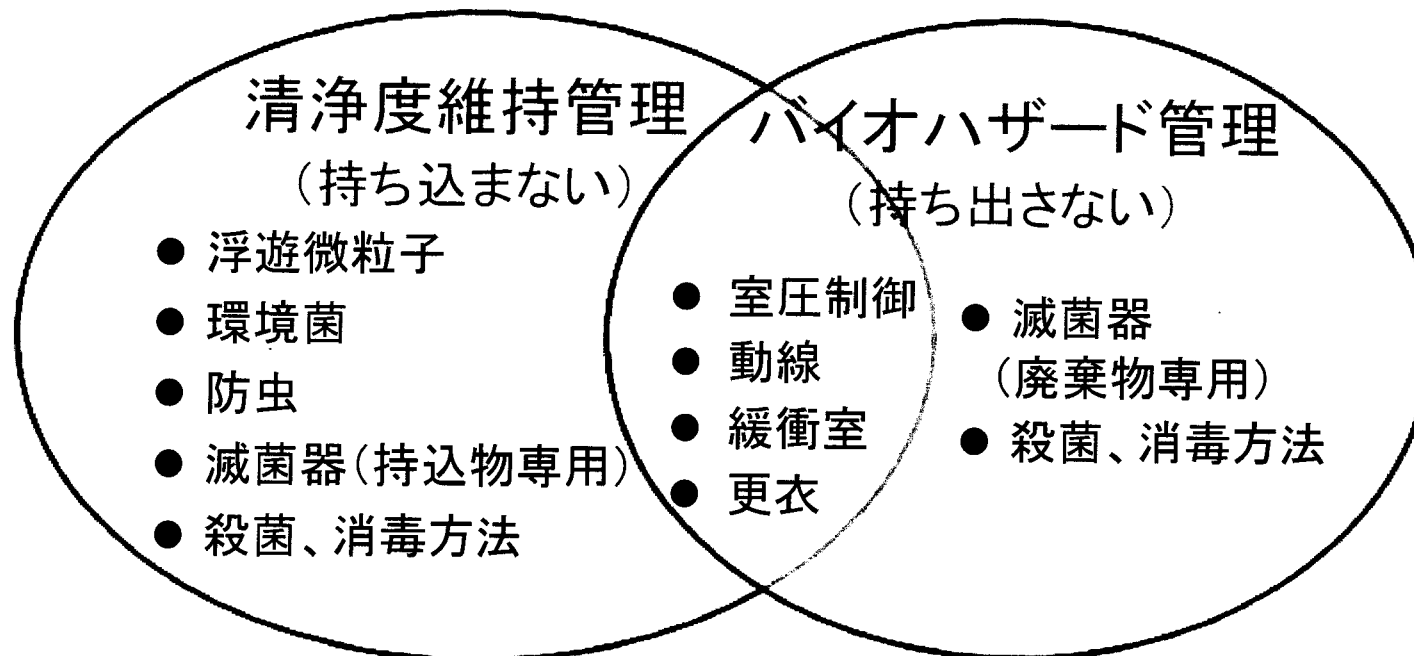 清浄度維持管理
(持ち込まない)
● 浮遊微粒子
● 環境菌
● 防虫
● 滅菌器(持込物専用)
● 殺菌、消毒方法
● 室圧制御
● 動線
● 緩衝室
● 更衣
バイオハザード管理
(持ち出さない)
● 滅菌器
(廃棄物専用)
● 殺菌、消毒方法